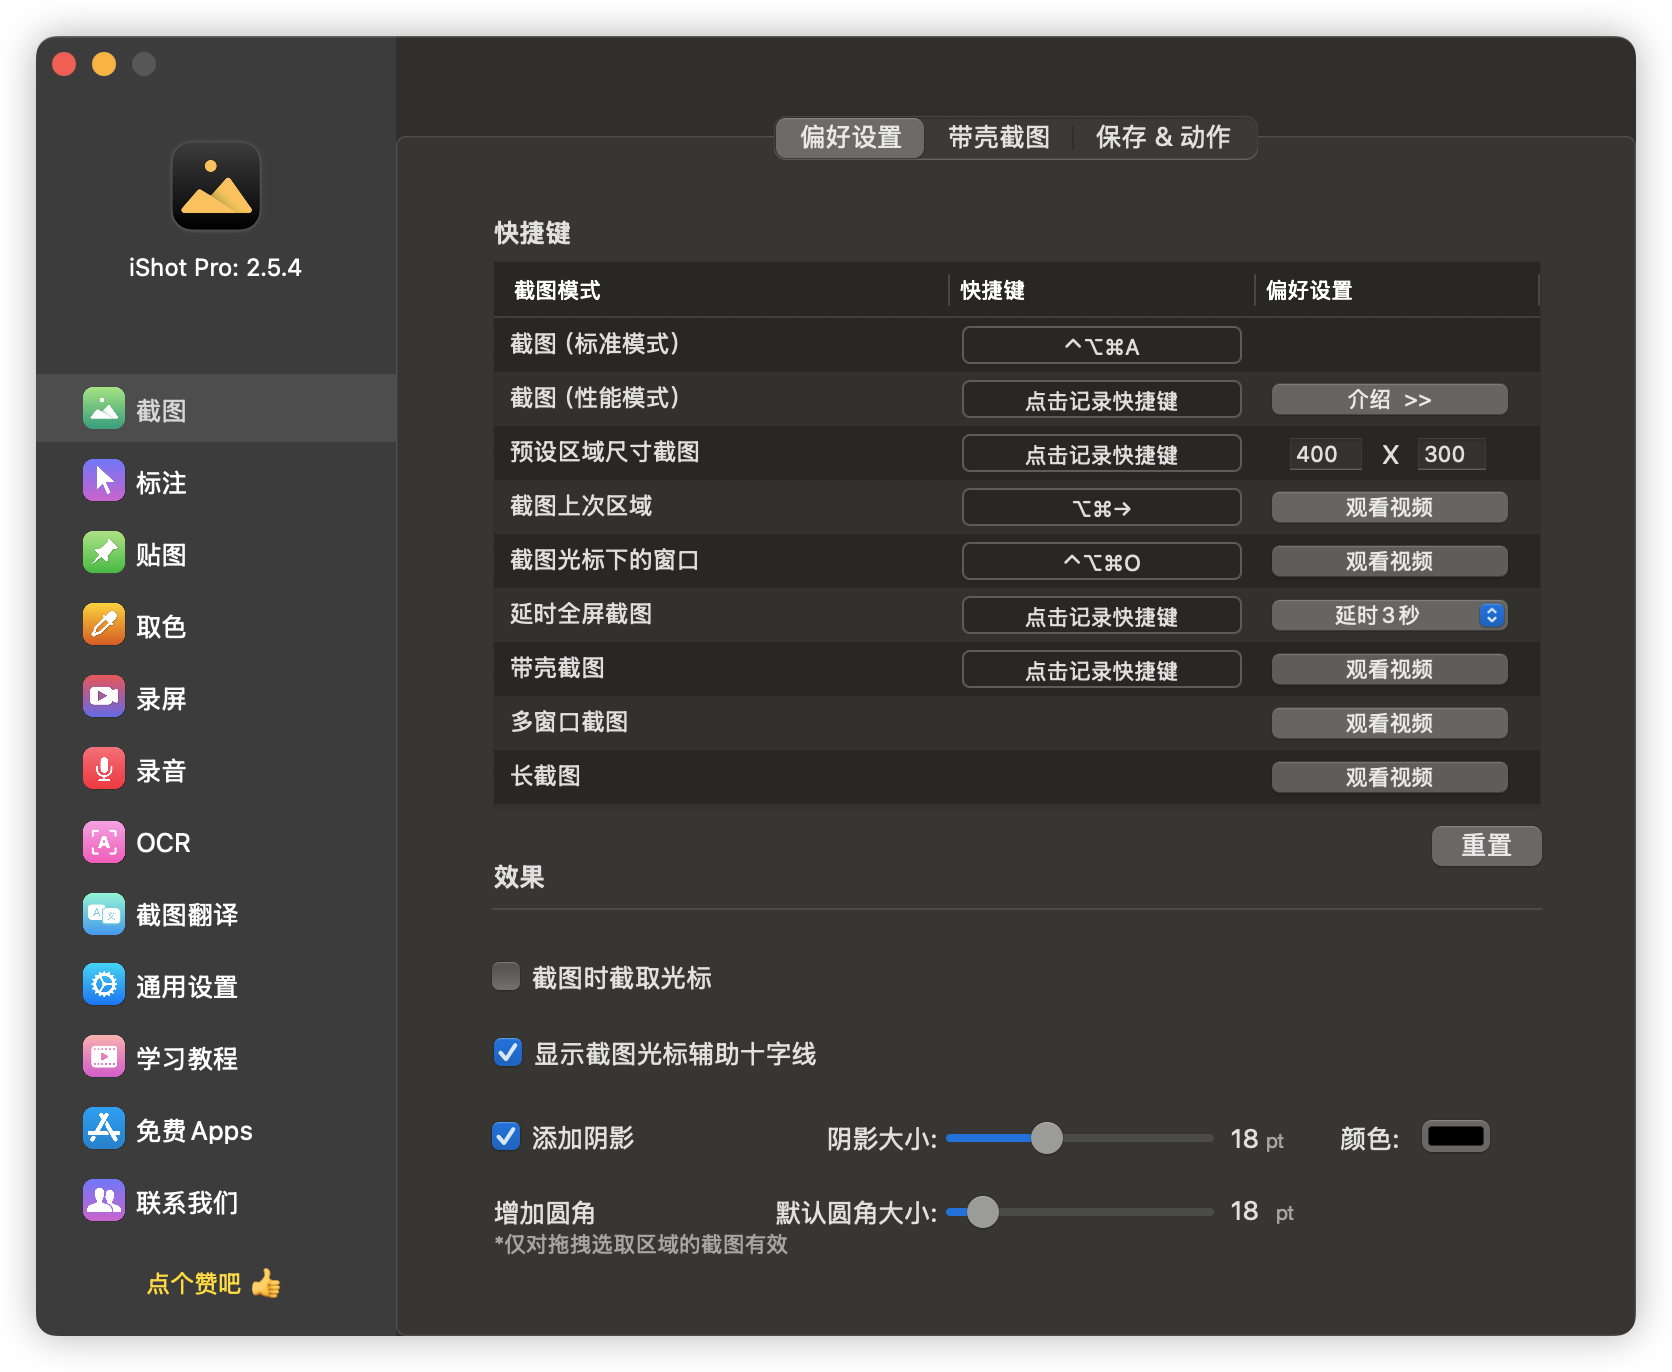 iShot Pro: 2.5.4
截图
标注
贴图
取色
录屏
录音
OCR
截图翻译
通用设置
学习教程
免费Apps
联系我们
点个赞吧 👍
偏好设置 带壳截图 保存 & 动作
快捷键
截图模式 快捷键 偏好设置
截图 (标准模式) ^⌥⌘A
截图 (性能模式) 点击记录快捷键 介绍 >>
预设区域尺寸截图 点击记录快捷键 400 X 300
截图上次区域 ⌥⌘→ 观看视频
截图光标下的窗口 ^⌥⌘O 观看视频
延时全屏截图 点击记录快捷键 延时3秒
带壳截图 点击记录快捷键 观看视频
多窗口截图 观看视频
长截图 观看视频
重置
效果
截图时截取光标
显示截图光标辅助十字线
添加阴影 阴影大小: 18 pt 颜色:
增加圆角 默认圆角大小: 18 pt
*仅对拖拽选取区域的截图有效